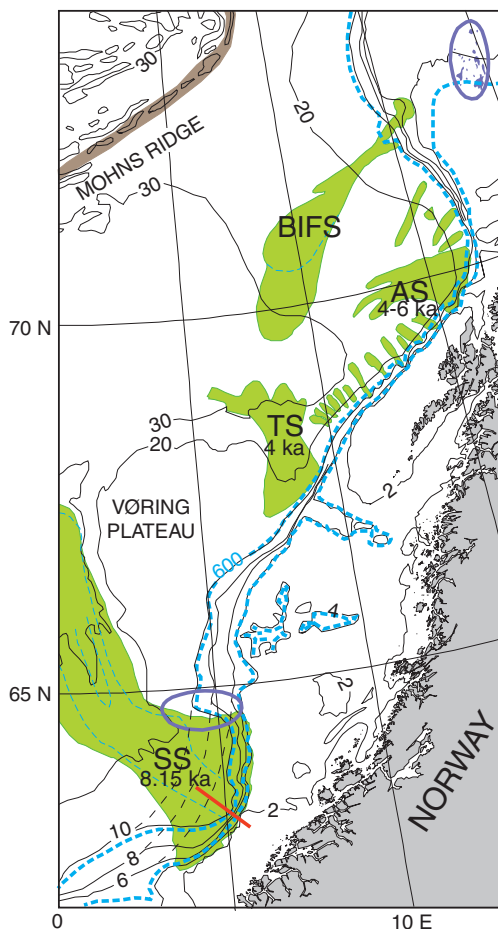 30
MOHNS RIDGE
20
30
BIFS
AS
4-6 ka
70 N
30
20
TS
4 ka
2
VØRING
PLATEAU
600
4
2
65 N
SS
8.15 ka
2
10
8
6
NORWAY
0
10 E